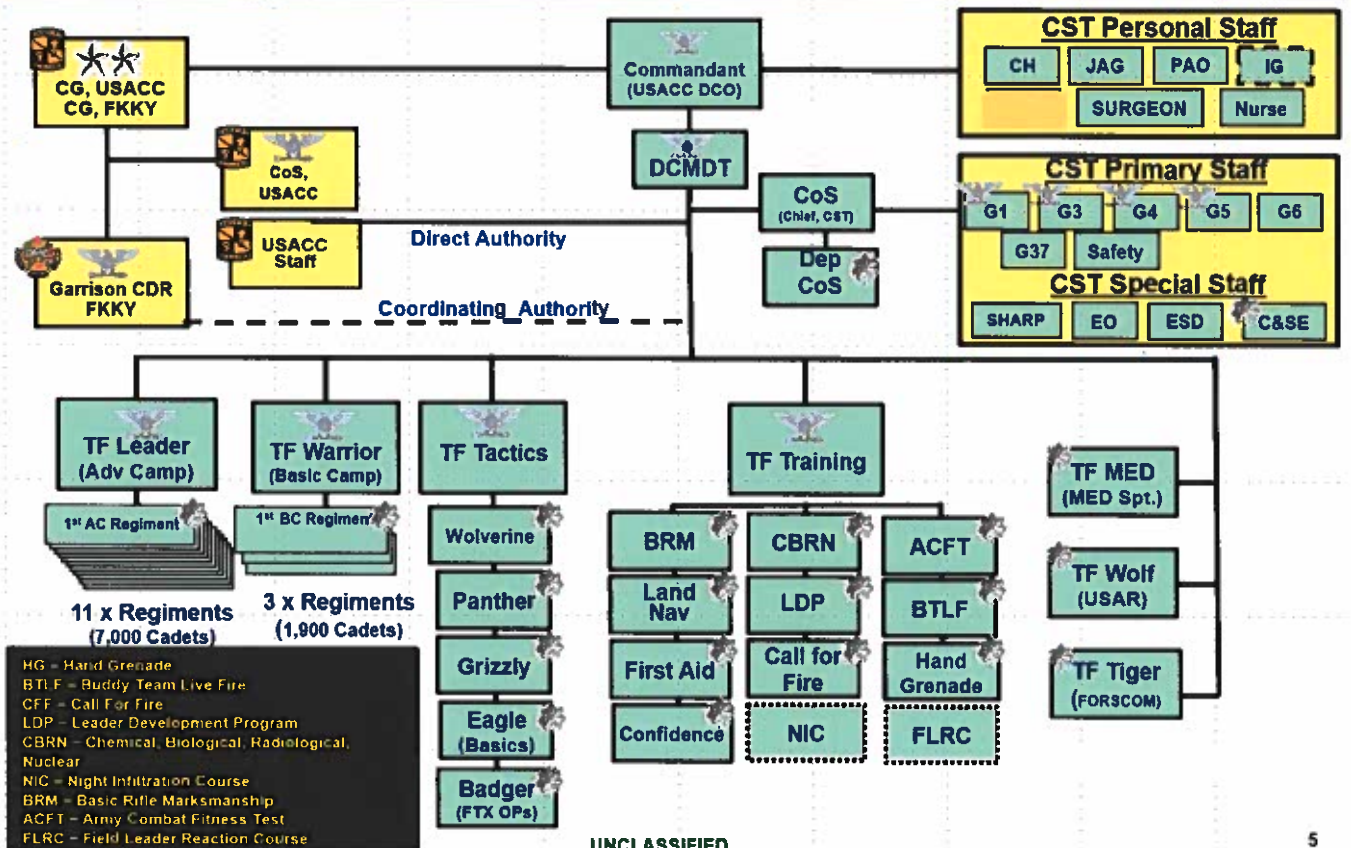 CG, USACC
CG, FKKY
CoS,
USACC
USACC
Staff
Garrison CDR
FKKY
Commandant
(USACC DCO)
DCMDT
CoS
(Chief, CST)
Dep
CoS
Direct Authority
Coordinating Authority
CST Personal Staff
CH
JAG
PAO
IG
SURGEON
Nurse
CST Primary Staff
G1
G3
G4
G5
G6
G37
Safety
CST Special Staff
SHARP
EO
ESD
C&SE
TF Leader
(Adv Camp)
1st AC Regiment
11 x Regiments
(7,000 Cadets)
TF Warrior
(Basic Camp)
1st BC Regiment
3 x Regiments
(1,900 Cadets)
TF Tactics
Wolverine
Panther
Grizzly
Eagle
(Basics)
Badger
(FTX OPs)
TF Training
BRM
Land
Nav
First Aid
Confidence
CBRN
LDP
Call for
Fire
NIC
ACFT
BTLF
Hand
Grenade
FLRC
TF MED
(MED Spt.)
TF Wolf
(USAR)
TF Tiger
(FORSCOM)
HG – Hand Grenade
BTLF – Buddy Team Live Fire
CFF – Call For Fire
LDP – Leader Development Program
CBRN – Chemical, Biological, Radiological,
Nuclear
NIC – Night Infiltration Course
BRM – Basic Rifle Marksmanship
ACFT – Army Combat Fitness Test
FLRC – Field Leader Reaction Course
UNCLASSIFIED
5